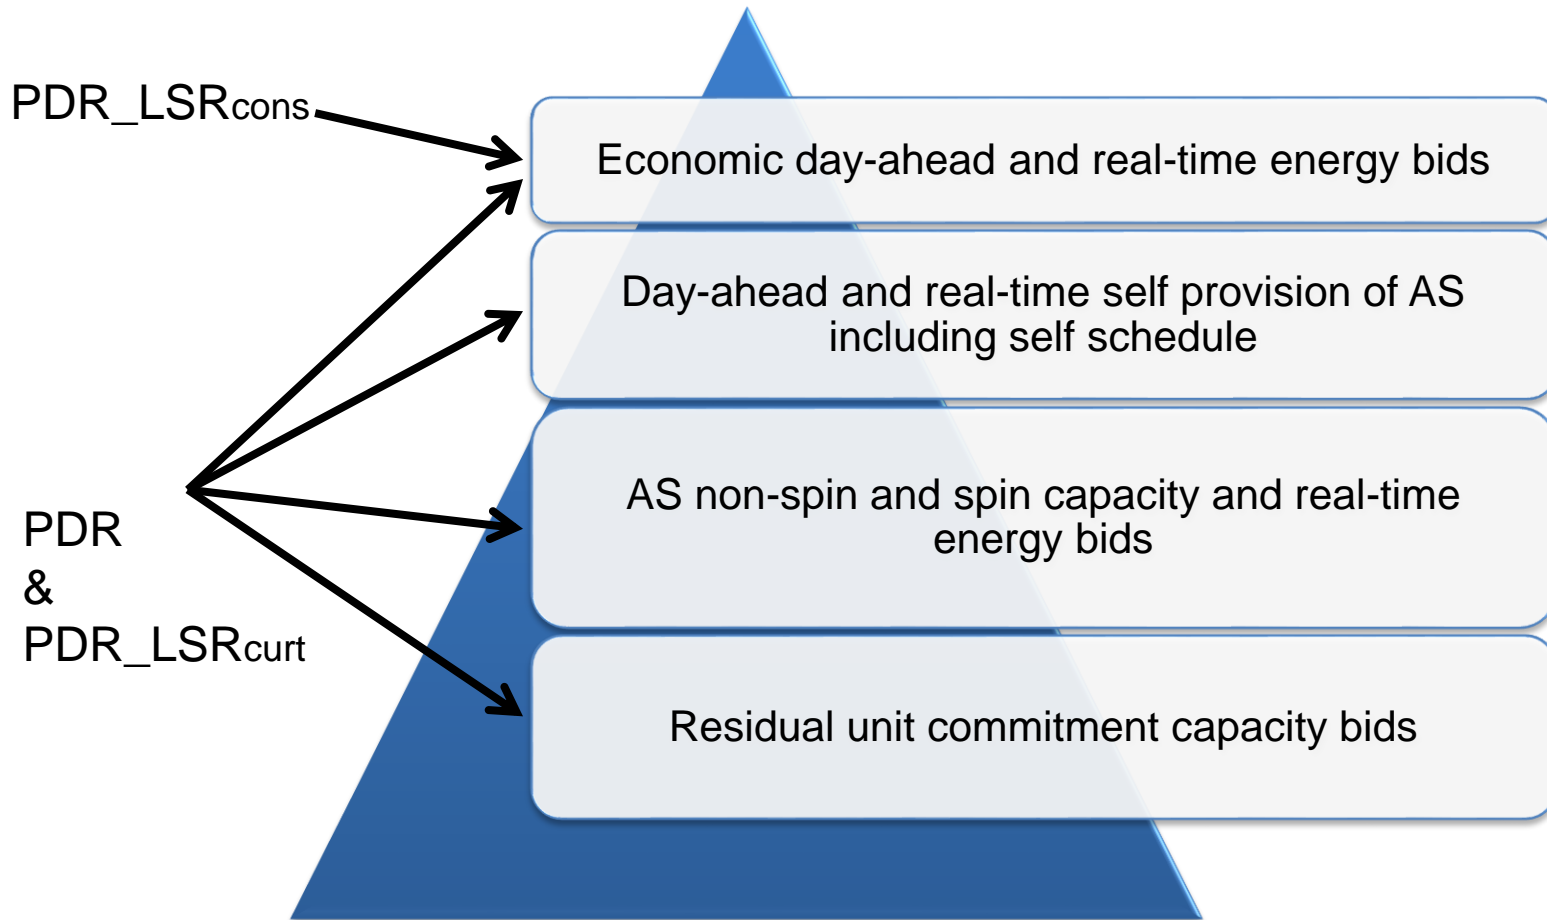 PDR_LSRcons
Economic day-ahead and real-time energy bids
Day-ahead and real-time self provision of AS
including self schedule
AS non-spin and spin capacity and real-time
energy bids
PDR
&
PDR_LSRcurt
Residual unit commitment capacity bids